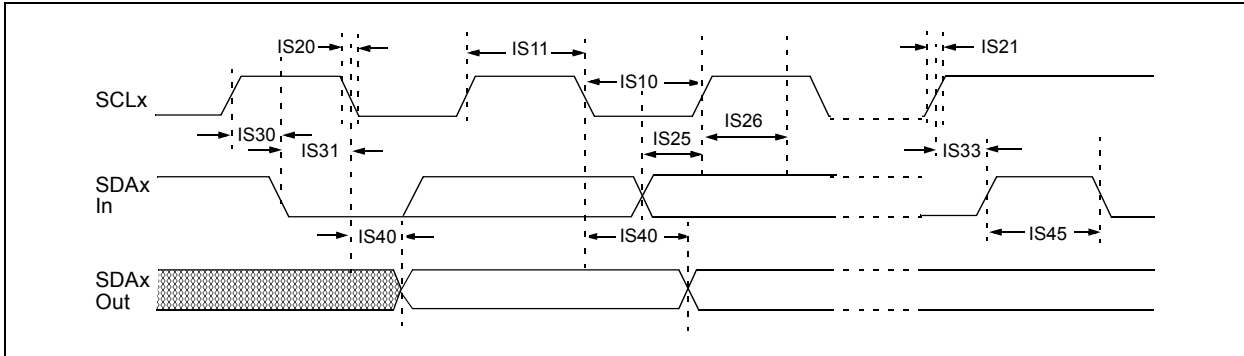 IS20
IS11
IS21
SCLx
IS10
IS30
IS31
IS25
IS26
IS33
SDAx
In
IS40
IS40
IS45
SDAx
Out